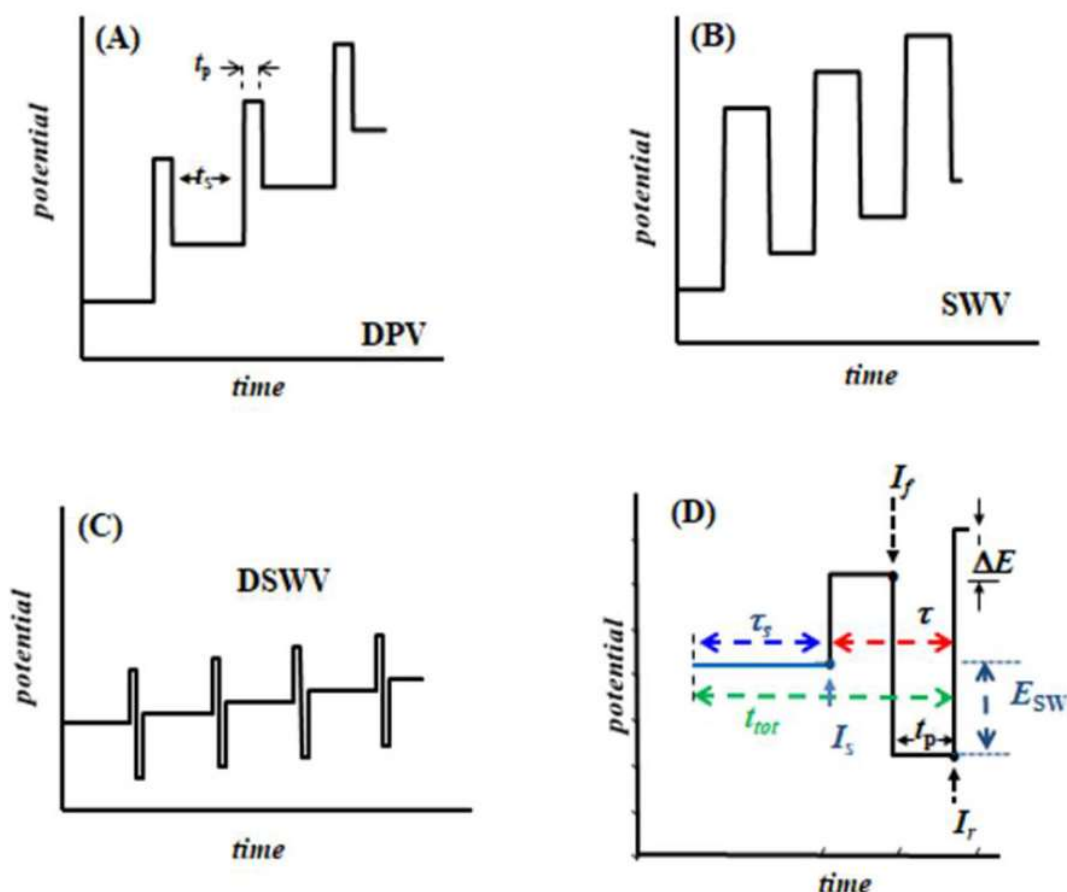 (A)
t_p
potential
t_s
DPV
time
(B)
potential
SWV
time
(C)
DSWV
potential
time
(D)
I_f
ΔE
τ_s
τ
potential
t_tot
I_s
t_p
E_SW
I_r
time